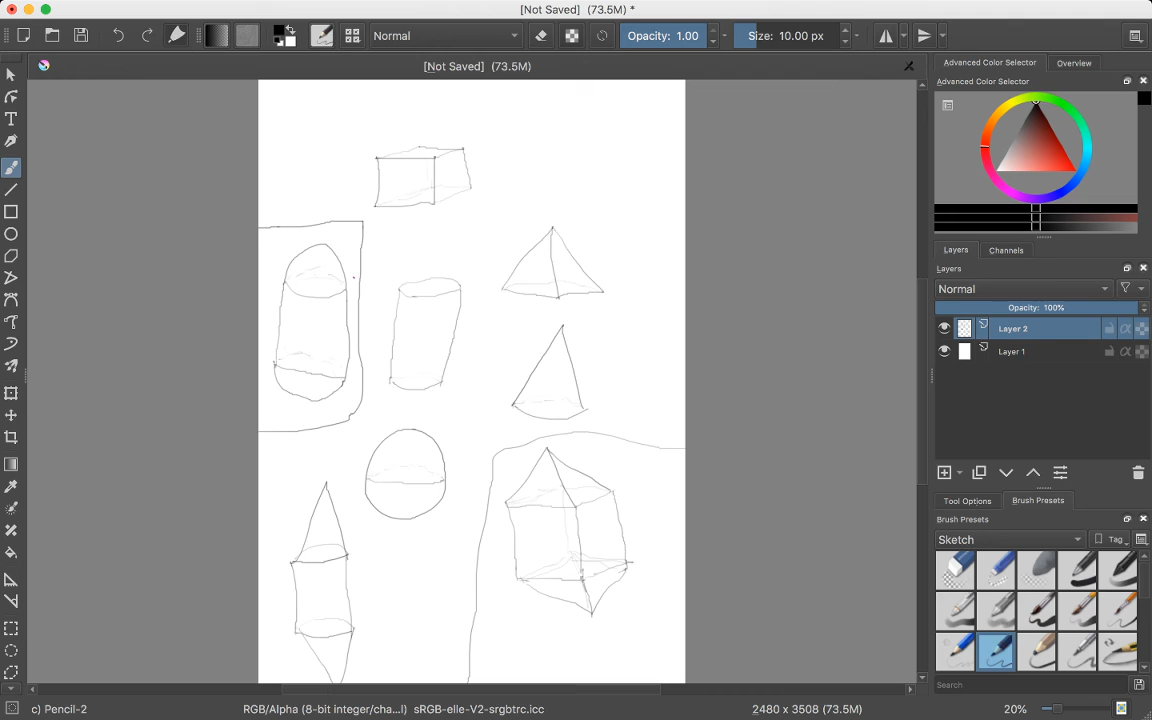 [Not Saved] (73.5M) *
Normal
Opacity: 1.00
Size: 10.00 px
[Not Saved] (73.5M)
Advanced Color Selector
Overview
Advanced Color Selector
Layers
Channels
Layers
Normal
Opacity: 100%
Layer 2
Layer 1
Tool Options
Brush Presets
Brush Presets
Sketch
Tag
Search
c) Pencil-2
RGB/Alpha (8-bit integer/cha...l) sRGB-elle-V2-srgbtrc.icc
2480 x 3508 (73.5M)
20%